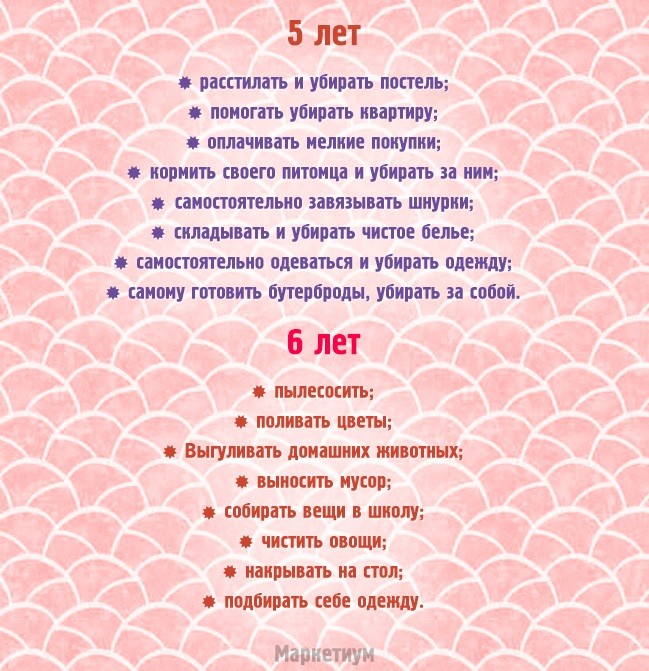 5 лет
✹ расстилать и убирать постель;
✹ помогать убирать квартиру;
✹ оплачивать мелкие покупки;
✹ кормить своего питомца и убирать за ним;
✹ самостоятельно завязывать шнурки;
✹ складывать и убирать чистое белье;
✹ самостоятельно одеваться и убирать одежду;
✹ самому готовить бутерброды, убирать за собой.
6 лет
✹ пылесосить;
✹ поливать цветы;
✹ Выгуливать домашних животных;
✹ выносить мусор;
✹ собирать вещи в школу;
✹ чистить овощи;
✹ накрывать на стол;
✹ подбирать себе одежду.
Маркетиум